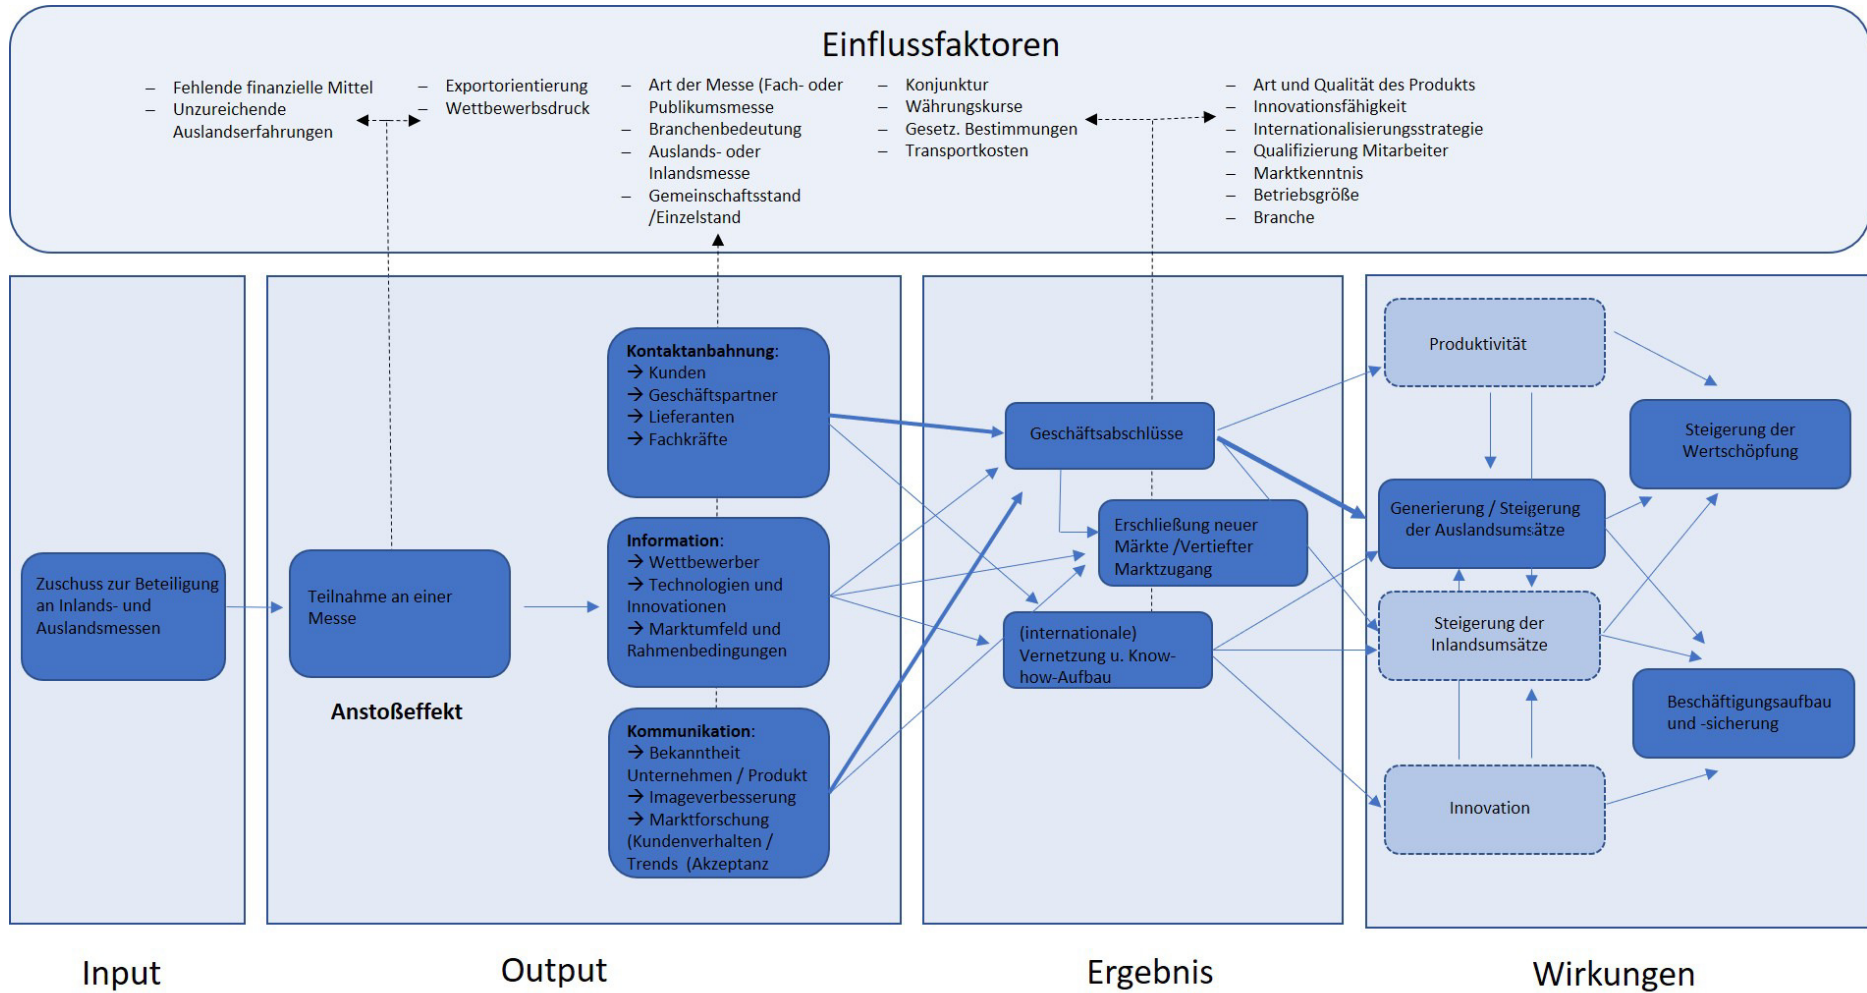 Einflussfaktoren
– Fehlende finanzielle Mittel
– Unzureichende
Auslandserfahrungen
– Exportorientierung
– Wettbewerbsdruck
– Art der Messe (Fach- oder
Publikumsmesse
– Branchenbedeutung
– Auslands- oder
Inlandsmesse
– Gemeinschaftsstand
/Einzelstand
– Konjunktur
– Währungskurse
– Gesetz. Bestimmungen
– Transportkosten
– Art und Qualität des Produkts
– Innovationsfähigkeit
– Internationalisierungsstrategie
– Qualifizierung Mitarbeiter
– Marktkenntnis
– Betriebsgröße
– Branche
Zuschuss zur Beteiligung
an Inlands- und
Auslandsmessen
Teilnahme an einer
Messe
Anstoßeffekt
Kontaktanbahnung:
→ Kunden
→ Geschäftspartner
→ Lieferanten
→ Fachkräfte
Information:
→ Wettbewerber
→ Technologien und
Innovationen
→ Marktumfeld und
Rahmenbedingungen
Kommunikation:
→ Bekanntheit
Unternehmen / Produkt
→ Imageverbesserung
→ Marktforschung
(Kundenverhalten /
Trends (Akzeptanz
Geschäftsabschlüsse
Erschließung neuer
Märkte /Vertiefter
Marktzugang
(internationale)
Vernetzung u. Know-
how-Aufbau
Produktivität
Generierung / Steigerung
der Auslandsumsätze
Steigerung der
Inlandsumsätze
Innovation
Steigerung der
Wertschöpfung
Beschäftigungsaufbau
und -sicherung
Input
Output
Ergebnis
Wirkungen